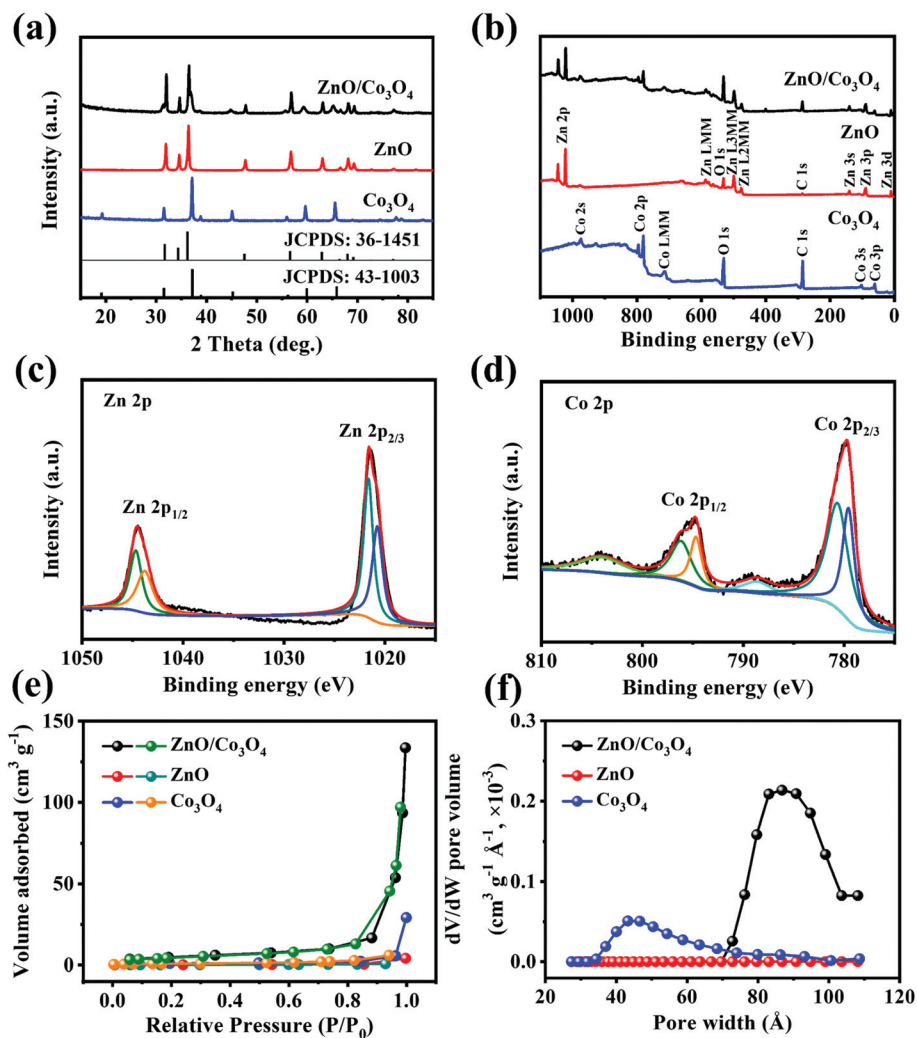 (a)
Intensity (a.u.)
ZnO/Co₃O₄
ZnO
Co₃O₄
JCPDS: 36-1451
JCPDS: 43-1003
20 30 40 50 60 70 80
2 Theta (deg.)
(b)
Intensity (a.u.)
ZnO/Co₃O₄
ZnO
Zn 2p
Zn LMM
O 1s
Zn L3MM
Zn L2MM
C 1s
Zn 3s
Zn 3p
Zn 3d
Co₃O₄
Co 2s
Co 2p
Co LMM
O 1s
C 1s
Co 3s
Co 3p
1000 800 600 400 200 0
Binding energy (eV)
(c)
Intensity (a.u.)
Zn 2p
Zn 2p₂/₃
Zn 2p₁/₂
1050 1040 1030 1020
Binding energy (eV)
(d)
Intensity (a.u.)
Co 2p
Co 2p₂/₃
Co 2p₁/₂
810 800 790 780
Binding energy (eV)
(e)
Volume adsorbed (cm³ g⁻¹)
150
100
50
0
ZnO/Co₃O₄
ZnO
Co₃O₄
0.0 0.2 0.4 0.6 0.8 1.0
Relative Pressure (P/P₀)
(f)
dV/dW pore volume
(cm³ g⁻¹ Å⁻¹, ×10⁻³)
0.3
0.2
0.1
0.0
ZnO/Co₃O₄
ZnO
Co₃O₄
20 40 60 80 100 120
Pore width (Å)